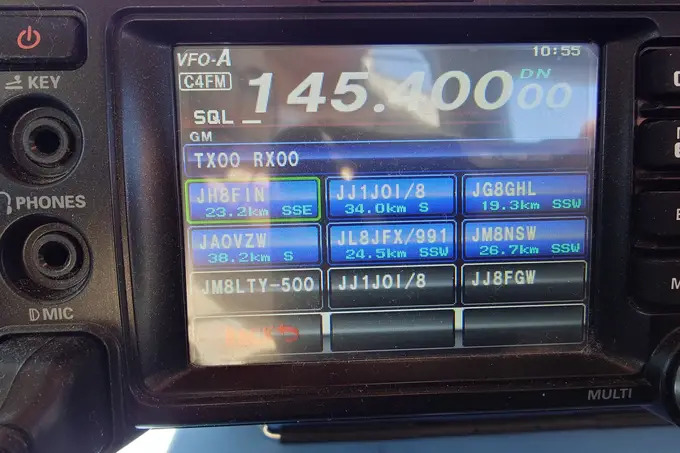 KEY
PHONES
MIC
VFO-A
10:55
C4FM
145.40000
DN
SQL
GM
TX00 RX00
JH8FIN
23.2km SSE
JJ1JOI/8
34.0km S
JG8GHL
19.3km SSW
JA0VZW
38.2km S
JL8JFX/991
24.5km SSW
JM8NSW
26.7km SSW
JM8LTY-500
JJ1JOI/8
JJ8FGW
BACK
MULTI